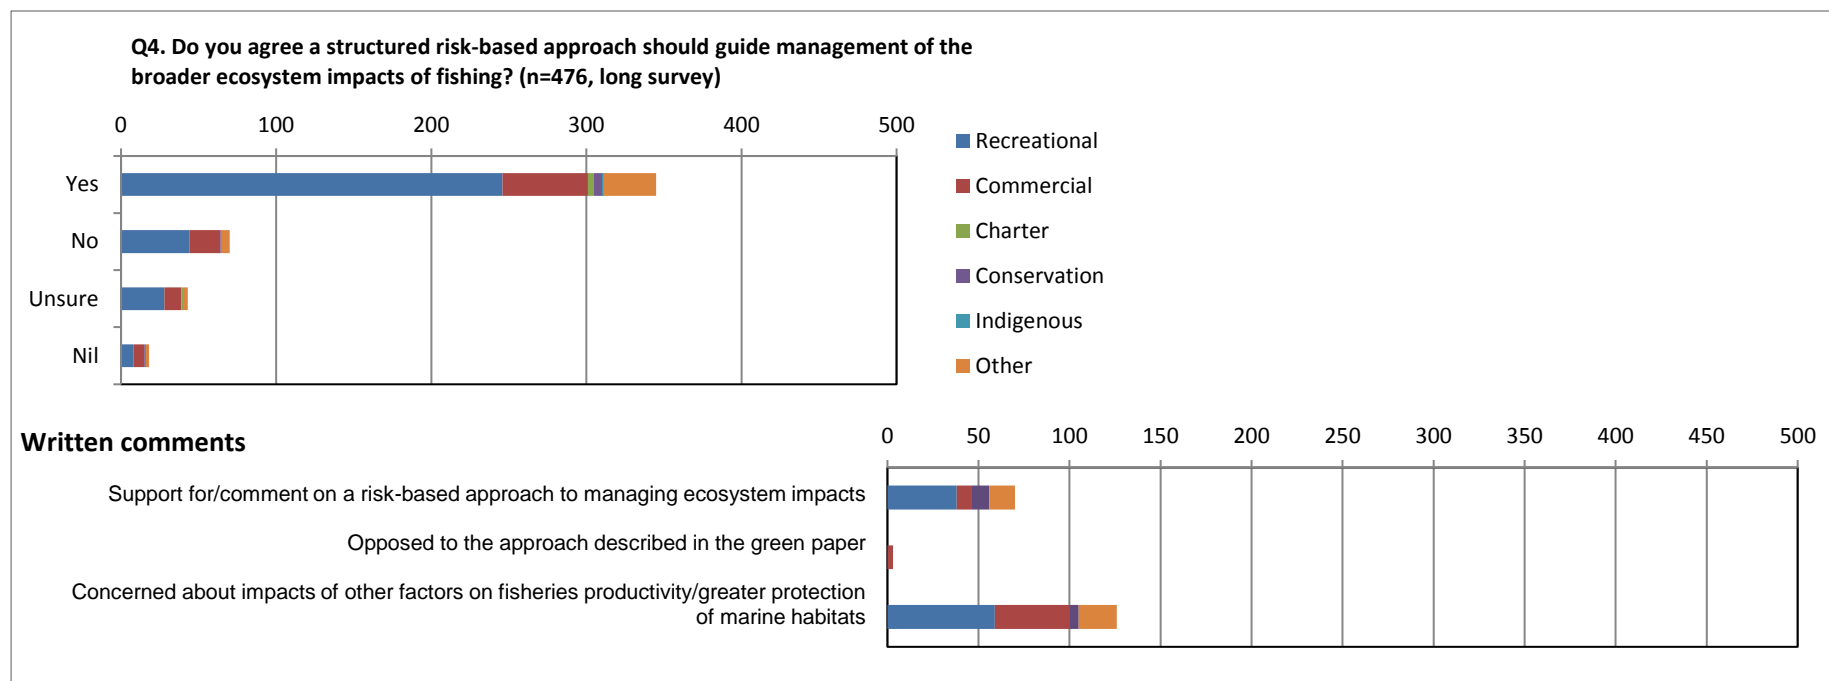 Q4. Do you agree a structured risk-based approach should guide management of the
broader ecosystem impacts of fishing? (n=476, long survey)
0 100 200 300 400 500
Yes
No
Unsure
Nil
Recreational
Commercial
Charter
Conservation
Indigenous
Other
Written comments
0 50 100 150 200 250 300 350 400 450 500
Support for/comment on a risk-based approach to managing ecosystem impacts
Opposed to the approach described in the green paper
Concerned about impacts of other factors on fisheries productivity/greater protection
of marine habitats